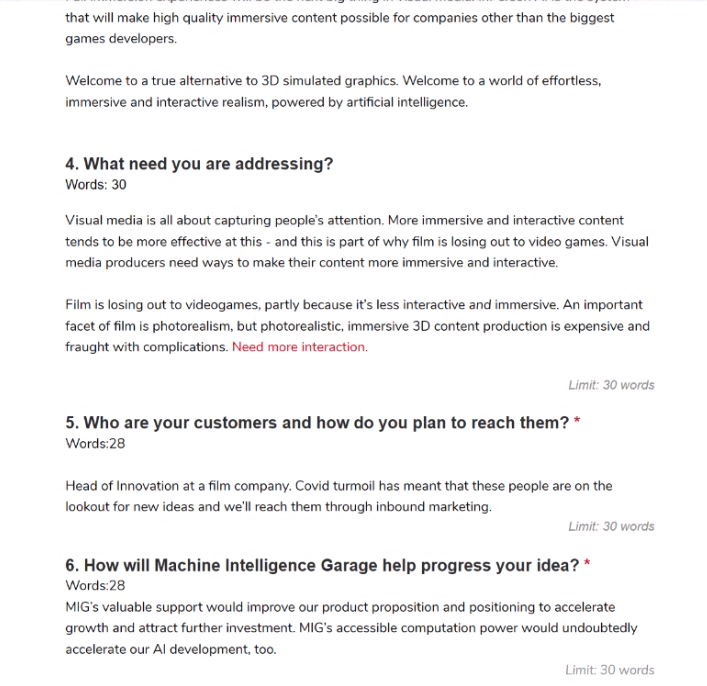 that will make high quality immersive content possible for companies other than the biggest
games developers.
Welcome to a true alternative to 3D simulated graphics. Welcome to a world of effortless,
immersive and interactive realism, powered by artificial intelligence.
4. What need you are addressing?
Words: 30
Visual media is all about capturing people's attention. More immersive and interactive content
tends to be more effective at this - and this is part of why film is losing out to video games. Visual
media producers need ways to make their content more immersive and interactive.
Film is losing out to videogames, partly because it's less interactive and immersive. An important
facet of film is photorealism, but photorealistic, immersive 3D content production is expensive and
fraught with complications. Need more interaction.
Limit: 30 words
5. Who are your customers and how do you plan to reach them? *
Words:28
Head of Innovation at a film company. Covid turmoil has meant that these people are on the
lookout for new ideas and we'll reach them through inbound marketing.
Limit: 30 words
6. How will Machine Intelligence Garage help progress your idea? *
Words:28
MIG's valuable support would improve our product proposition and positioning to accelerate
growth and attract further investment. MIG's accessible computation power would undoubtedly
accelerate our AI development, too.
Limit: 30 words